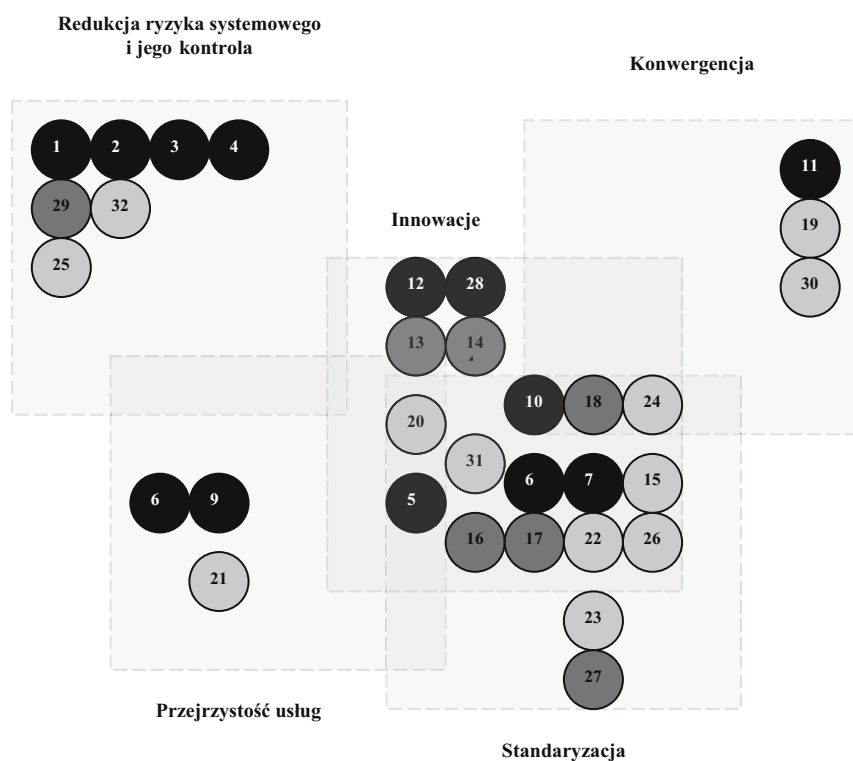 Redukcja ryzyka systemowego
i jego kontrola
Konwergencja
1 2 3 4
11
29 32
19
Innowacje
25
12 28
30
13 14
10 18 24
20
31
6 7 15
6 9
5
16 17 22 26
21
23
27
Przejrzystość usług
Standaryzacja